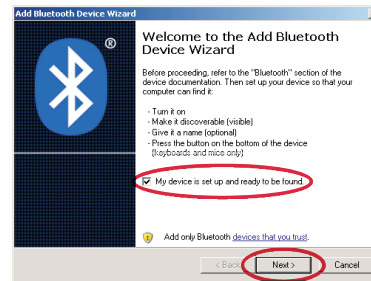 Add Bluetooth Device Wizard
®
Welcome to the Add Bluetooth
Device Wizard
Before proceeding, refer to the "Bluetooth" section of the
device documentation. Then set up your device so that your
computer can find it:
- Turn it on
- Make it discoverable (visible)
- Give it a name (optional)
- Press the button on the bottom of the device
(keyboards and mice only)
My device is set up and ready to be found.
Add only Bluetooth devices that you trust.
< Back Next > Cancel